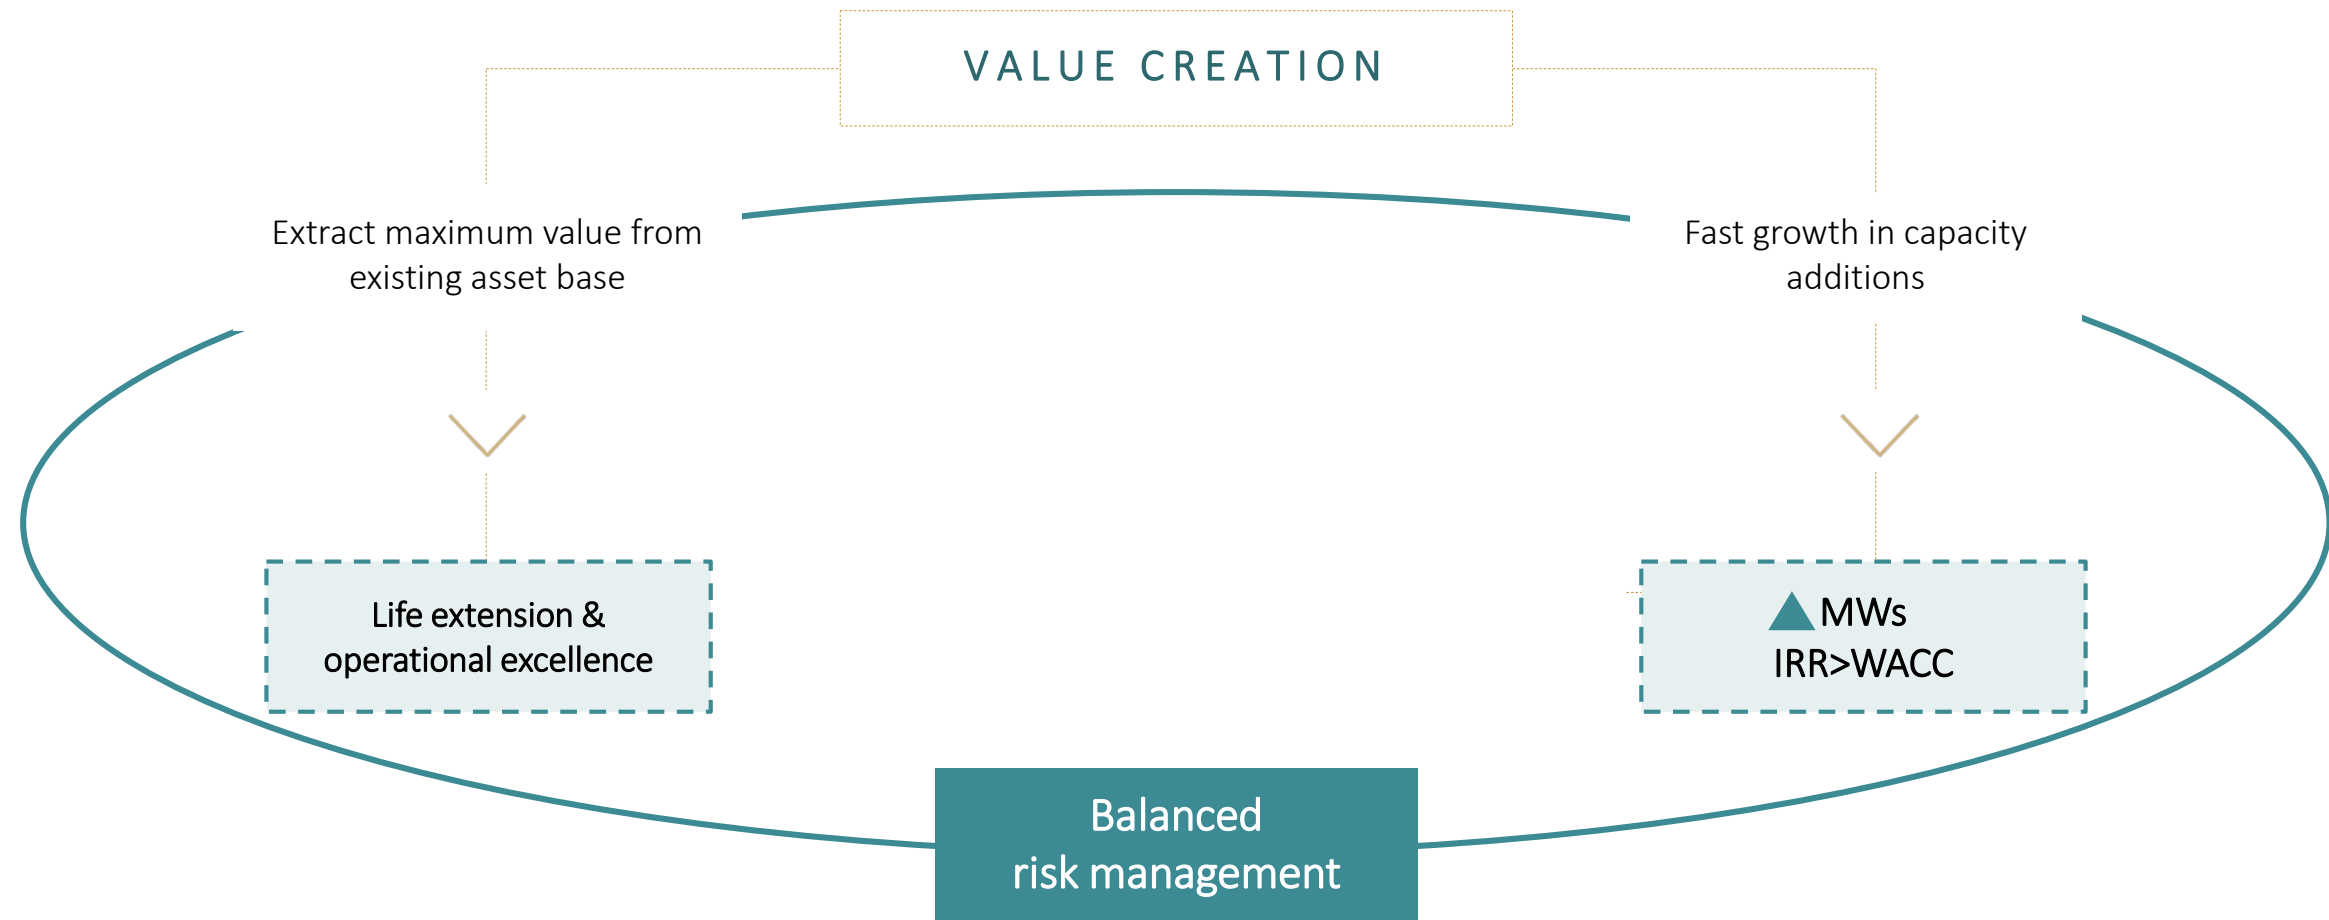 VALUE CREATION
Extract maximum value from
existing asset base
Fast growth in capacity
additions
Life extension &
operational excellence
MWs
IRR>WACC
Balanced
risk management